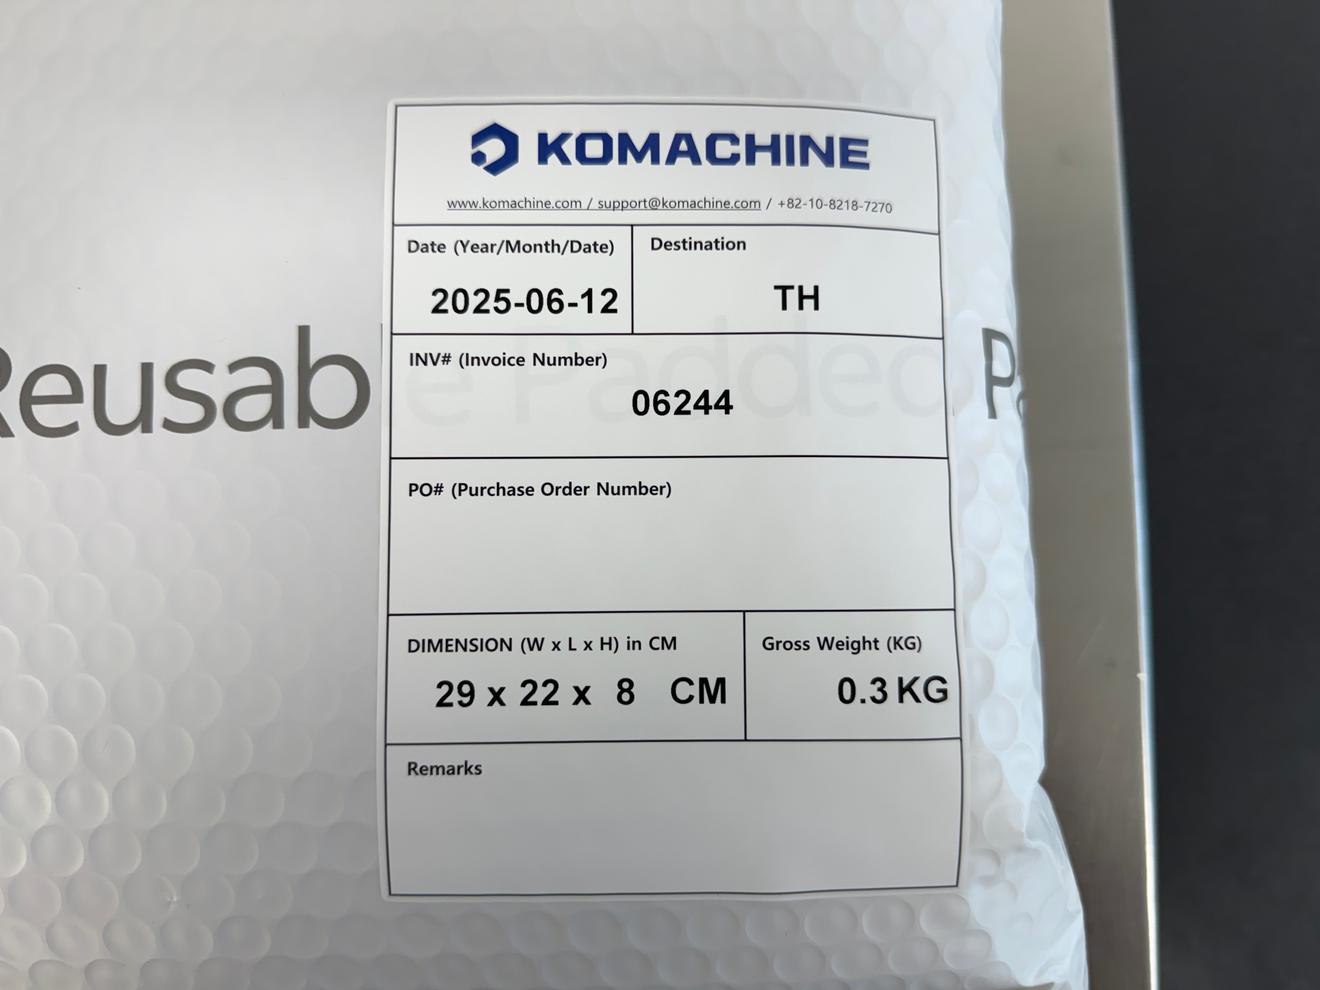 KOMACHINE
www.komachine.com / support@komachine.com / +82-10-8218-7270
Date (Year/Month/Date)
2025-06-12
Destination
TH
INV# (Invoice Number)
06244
PO# (Purchase Order Number)
DIMENSION (W x L x H) in CM
29 x 22 x 8 CM
Gross Weight (KG)
0.3 KG
Remarks
Reusable Padded